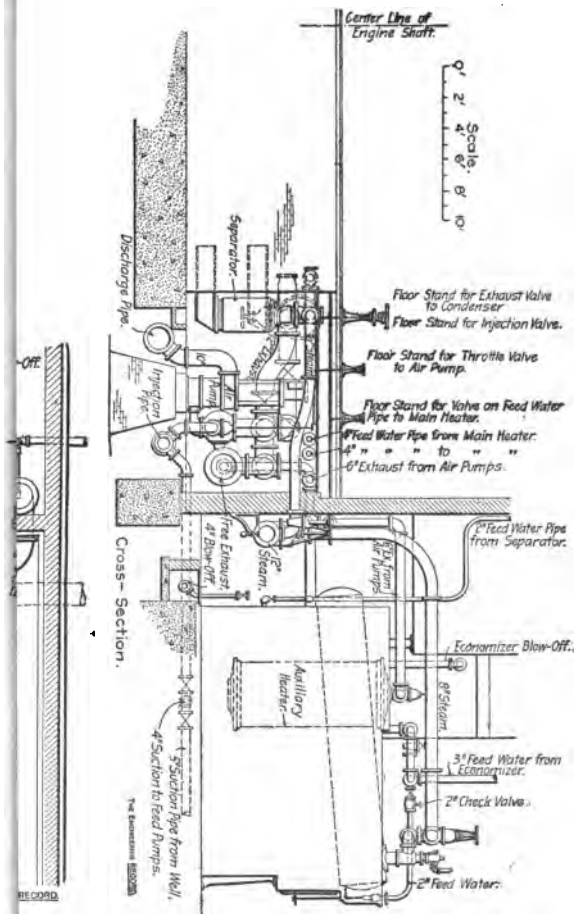 Center Line of
Engine Shaft.
0' 2' 4' 6' 8' 10'
Scale.
Separator.
Discharge Pipe.
Floor Stand for Exhaust Valve
to Condenser
Floor Stand for Injection Valve.
Floor Stand for Throttle Valve
to Air Pump.
Floor Stand for Valve on Feed Water
Pipe to Main Heater.
Feed Water Pipe from Main Heater.
4" " " " to " "
6" Exhaust from Air Pumps.
10"
Air
Pump
Injection
Pipe.
-Off.
Free Exhaust.
4" Blow-Off.
12"
Steam.
from
Air Pumps.
2" Feed Water Pipe
from Separator.
Cross-Section.
Economizer Blow-Off.
Auxiliary
Heater.
8" Steam.
3" Feed Water from
Economizer.
2" Check Valve.
2" Feed Water.
5" Suction Pipe from Well.
4" Suction to Feed Pumps.
THE ENGINEERING RECORD.
RECORD.